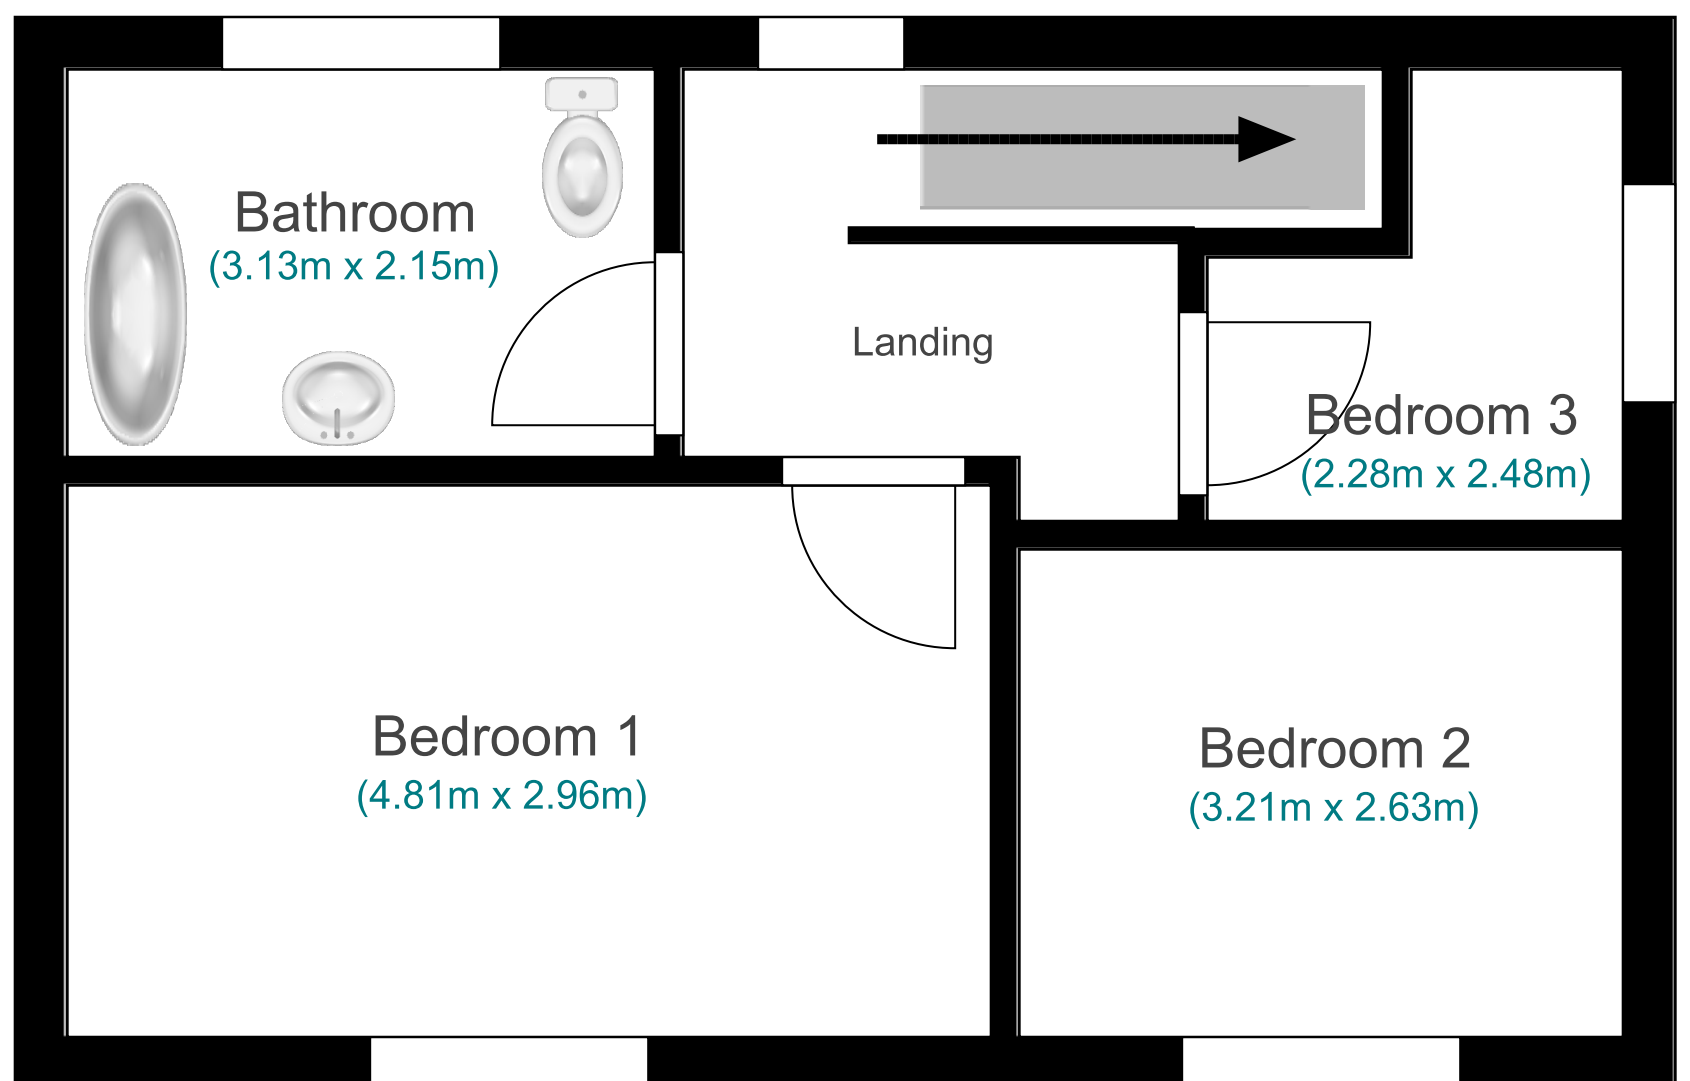 Bathroom
(3.13m x 2.15m)
Landing
Bedroom 3
(2.28m x 2.48m)
Bedroom 1
(4.81m x 2.96m)
Bedroom 2
(3.21m x 2.63m)